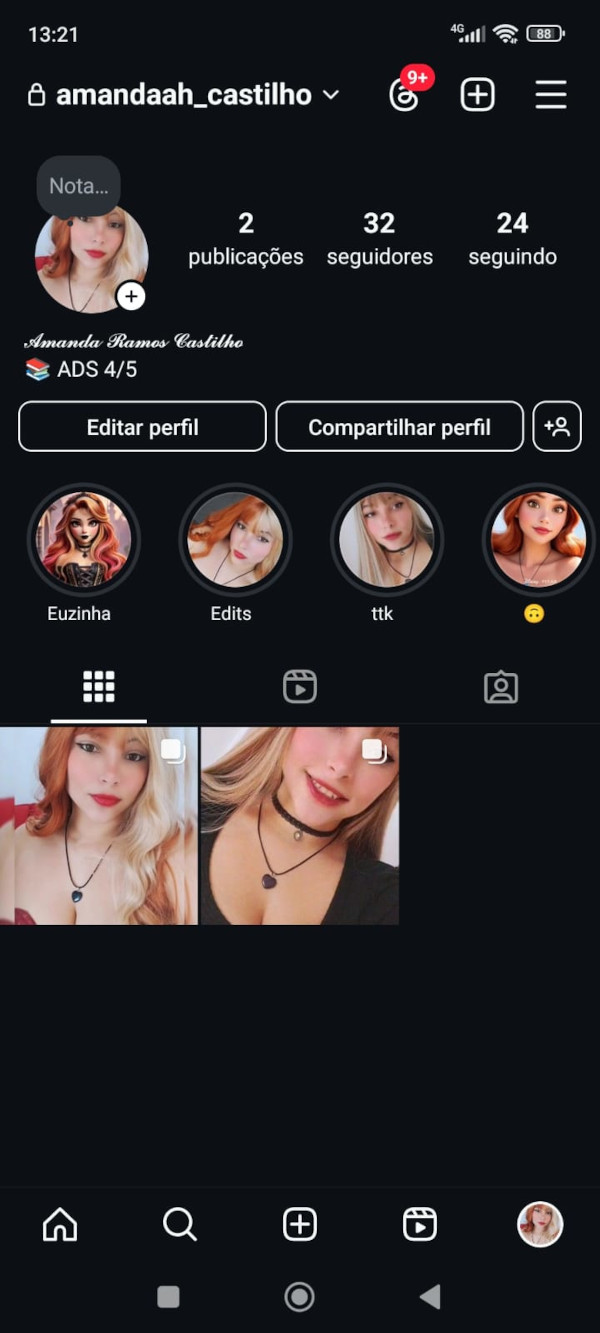 13:21
4G
88
amandaah_castilho
9+
Nota...
2
32
24
publicações
seguidores
seguindo
𝒜𝓂𝒶𝓃𝒹𝒶 ℛ𝒶𝓂ℴ𝓈 𝒞𝒶𝓈𝓉𝒾𝓁𝒽ℴ
📚 ADS 4/5
Editar perfil
Compartilhar perfil
Euzinha
Edits
ttk
🙃